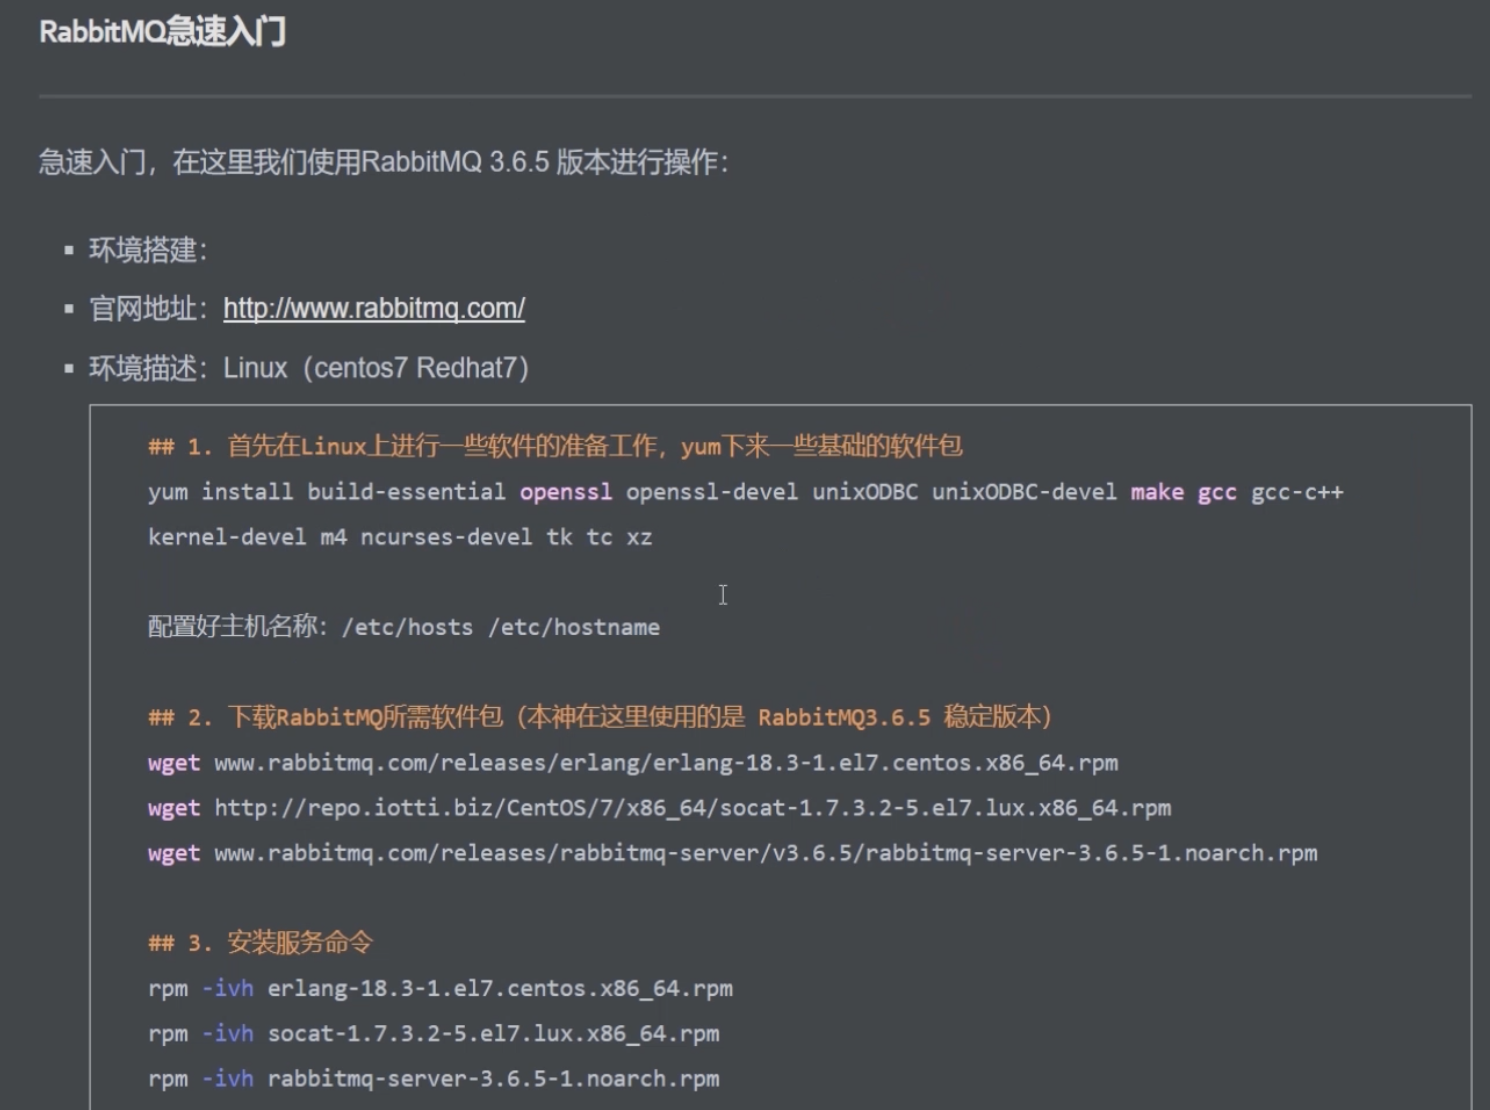 RabbitMQ急速入门
急速入门，在这里我们使用RabbitMQ 3.6.5 版本进行操作：
▪ 环境搭建：
▪ 官网地址：http://www.rabbitmq.com/
▪ 环境描述：Linux（centos7 Redhat7）
## 1. 首先在Linux上进行一些软件的准备工作，yum下来一些基础的软件包
yum install build-essential openssl openssl-devel unixODBC unixODBC-devel make gcc gcc-c++
kernel-devel m4 ncurses-devel tk tc xz
配置好主机名称：/etc/hosts /etc/hostname
## 2. 下载RabbitMQ所需软件包（本神在这里使用的是 RabbitMQ3.6.5 稳定版本）
wget www.rabbitmq.com/releases/erlang/erlang-18.3-1.el7.centos.x86_64.rpm
wget http://repo.iotti.biz/CentOS/7/x86_64/socat-1.7.3.2-5.el7.lux.x86_64.rpm
wget www.rabbitmq.com/releases/rabbitmq-server/v3.6.5/rabbitmq-server-3.6.5-1.noarch.rpm
## 3. 安装服务命令
rpm -ivh erlang-18.3-1.el7.centos.x86_64.rpm
rpm -ivh socat-1.7.3.2-5.el7.lux.x86_64.rpm
rpm -ivh rabbitmq-server-3.6.5-1.noarch.rpm